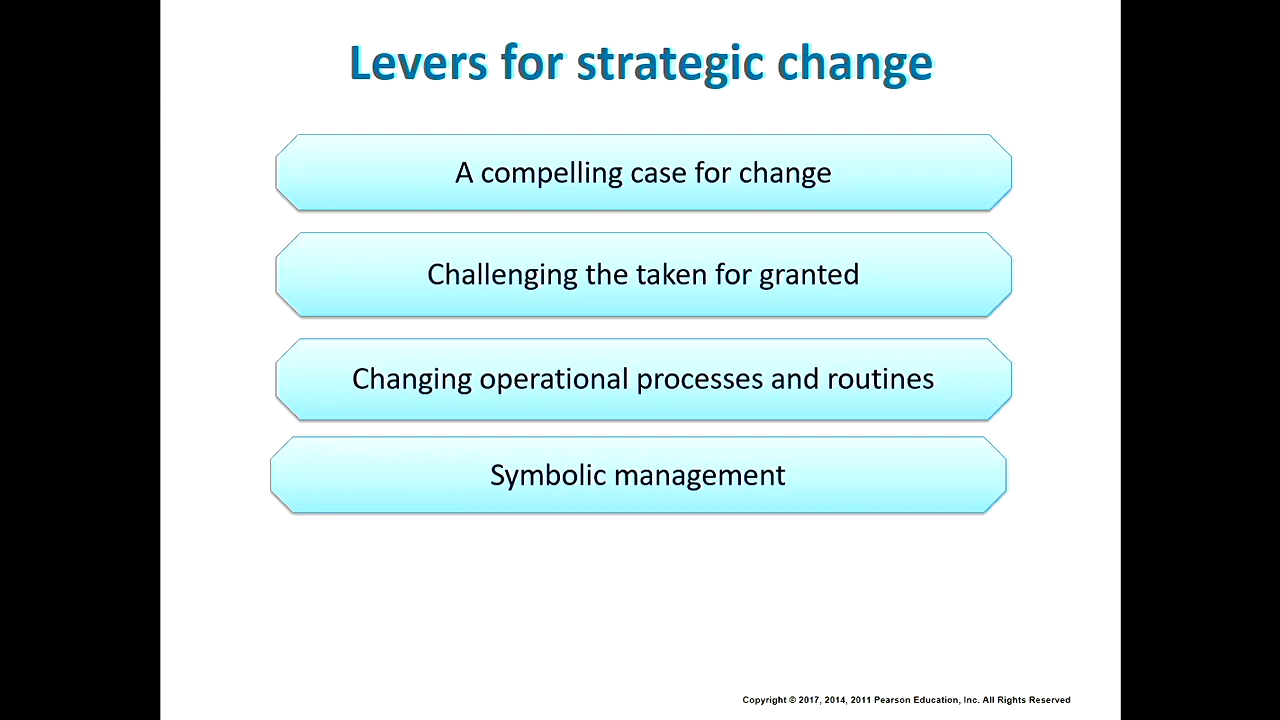 Levers for strategic change
A compelling case for change
Challenging the taken for granted
Changing operational processes and routines
Symbolic management
Copyright © 2017, 2014, 2011 Pearson Education, Inc. All Rights Reserved